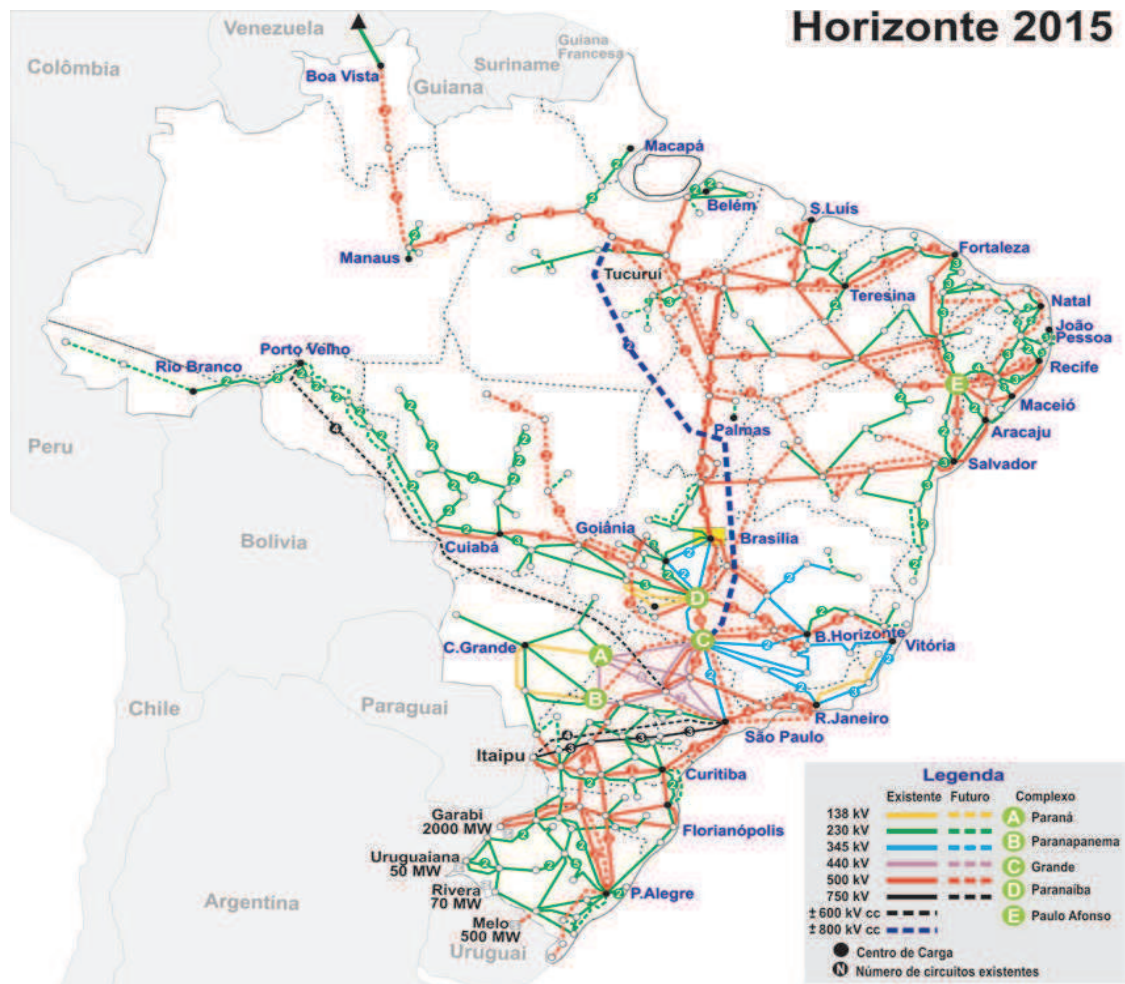 Horizonte 2015
Venezuela
Guiana
Francesa
Suriname
Colômbia
Boa Vista
Guiana
Macapá
Belém
S.Luis
Manaus
Fortaleza
Tucuruí
Teresina
Natal
João
Pessoa
Porto Velho
Rio Branco
Recife
E
Maceió
Palmas
Aracaju
Peru
Salvador
Goiânia
Brasília
Cuiabá
Bolivia
D
C
B.Horizonte
Vitória
C.Grande
A
B
Chile
Paraguai
R.Janeiro
São Paulo
Itaipu
Curitiba
Garabi
2000 MW
Florianópolis
Uruguaiana
50 MW
Rivera
70 MW
P.Alegre
Melo
500 MW
Argentina
Uruguai
Legenda
Existente Futuro Complexo
138 kV A Paraná
230 kV
345 kV B Paranapanema
440 kV C Grande
500 kV D Paranaíba
750 kV
± 600 kV cc E Paulo Afonso
± 800 kV cc
Centro de Carga
N Número de circuitos existentes